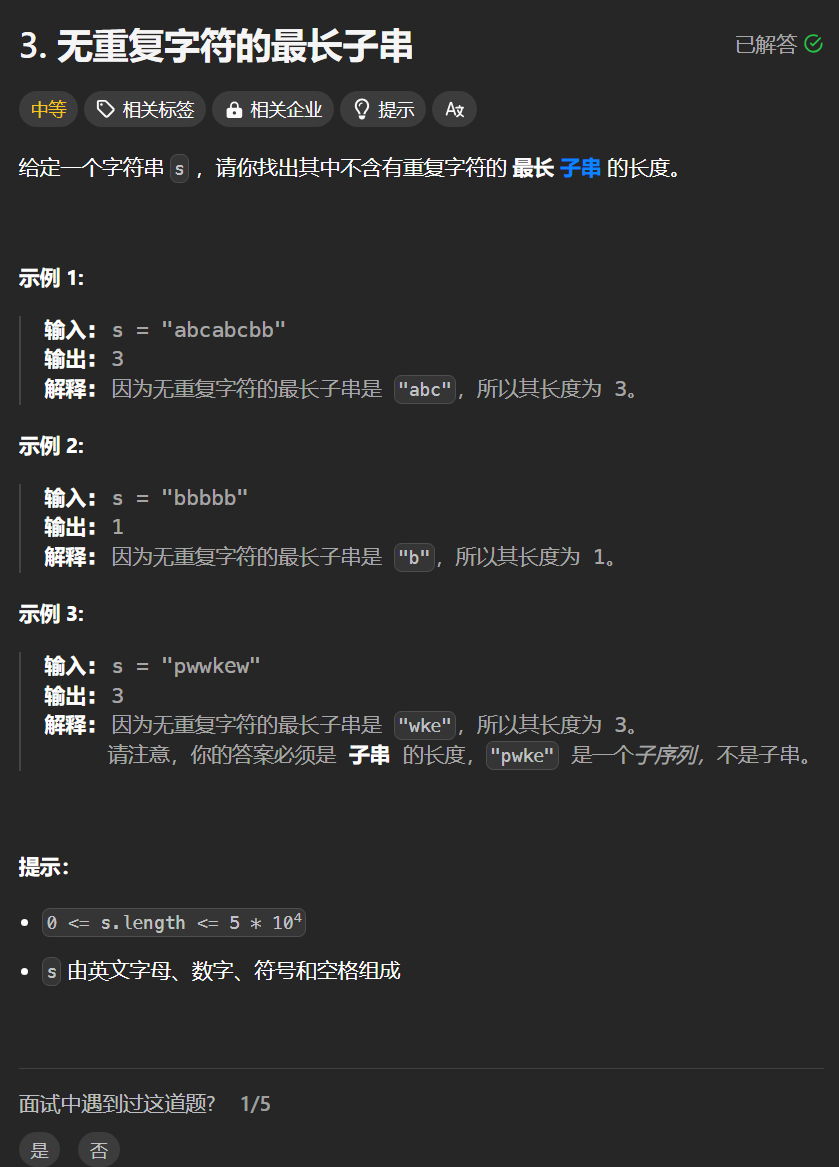 3. 无重复字符的最长子串
已解答
中等 相关标签 相关企业 提示 A文
给定一个字符串 s ，请你找出其中不含有重复字符的 最长 子串 的长度。
示例 1:
输入: s = "abcabcbb"
输出: 3
解释: 因为无重复字符的最长子串是 "abc"，所以其长度为 3。
示例 2:
输入: s = "bbbbb"
输出: 1
解释: 因为无重复字符的最长子串是 "b"，所以其长度为 1。
示例 3:
输入: s = "pwwkew"
输出: 3
解释: 因为无重复字符的最长子串是 "wke"，所以其长度为 3。
请注意，你的答案必须是 子串 的长度，"pwke" 是一个子序列，不是子串。
提示：
0 <= s.length <= 5 * 10⁴
s 由英文字母、数字、符号和空格组成
面试中遇到过这道题? 1/5
是 否